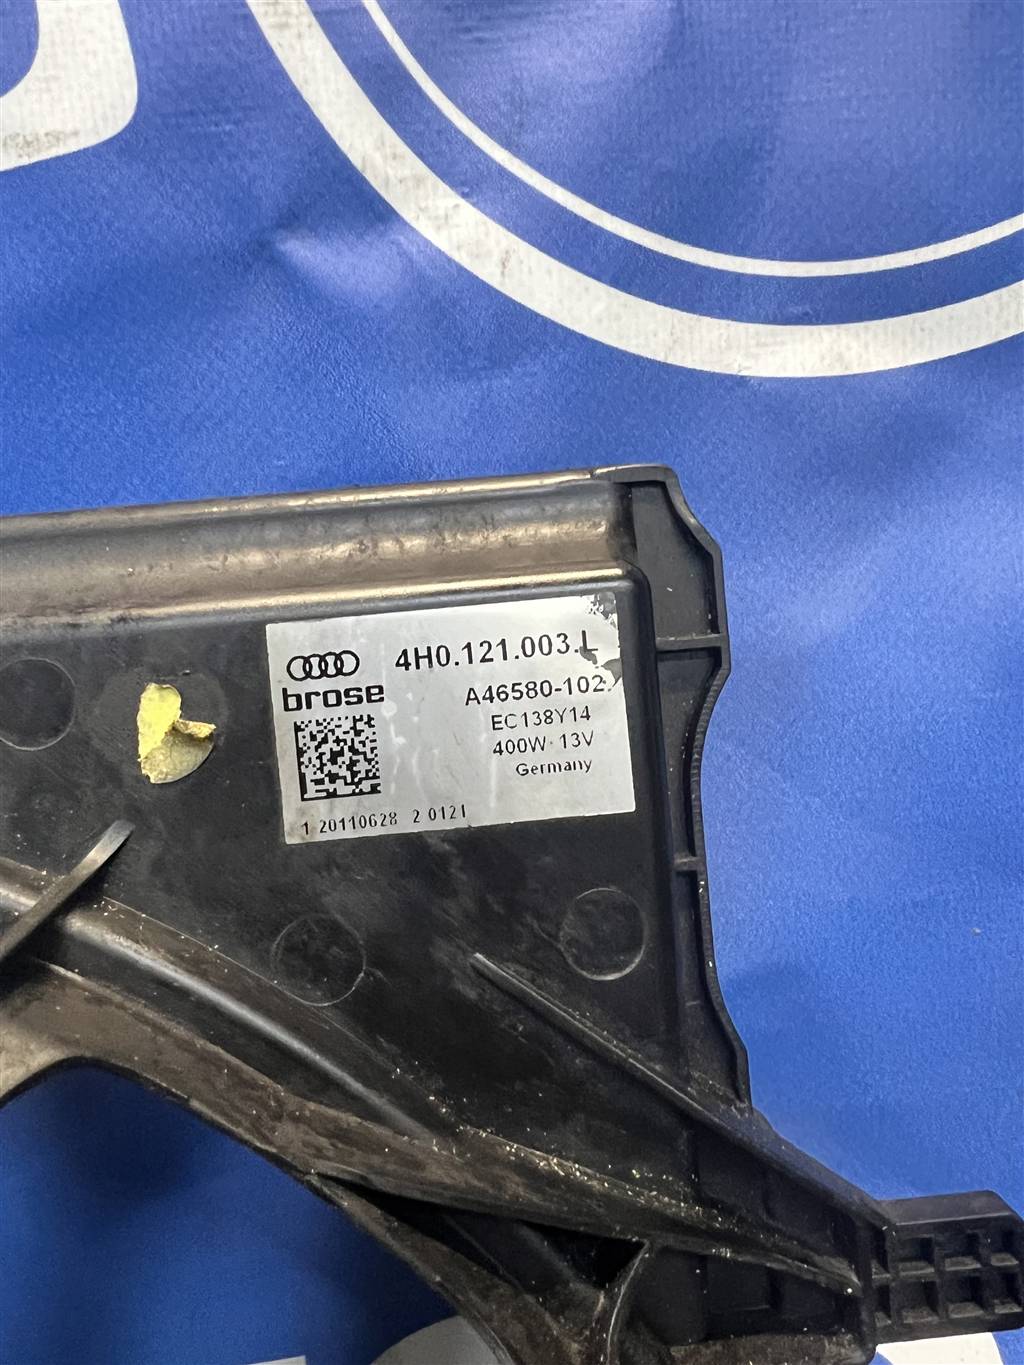 4H0.121.003.L
brose
A46580-102
EC138Y14
400W · 13V
Germany
1 20110628 2 0121